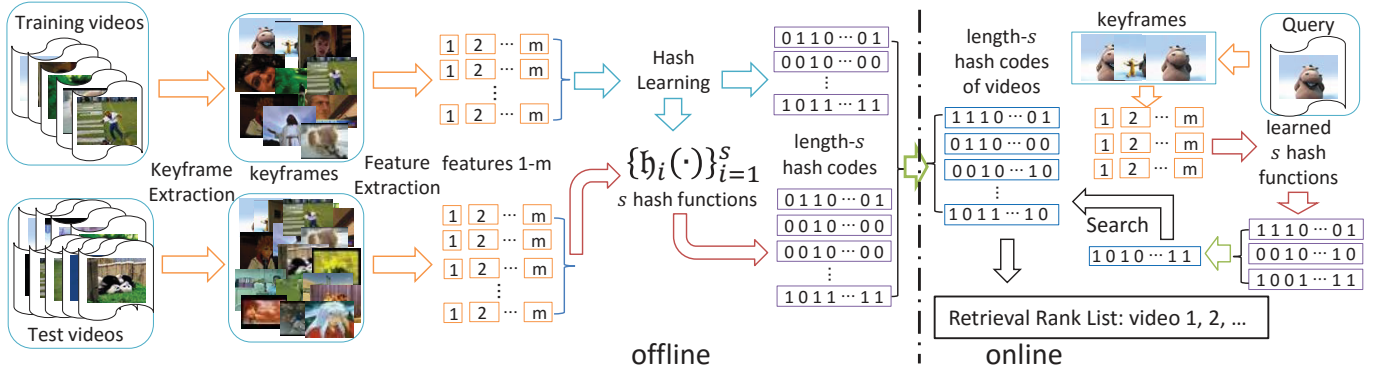 Training videos
Keyframe
Extraction
Test videos
keyframes
Feature
Extraction
1 2 ··· m
1 2 ··· m
⋮
1 2 ··· m
features 1-m
1 2 ··· m
1 2 ··· m
1 2 ··· m
⋮
1 2 ··· m
Hash
Learning
{𝔥ᵢ(·)}ˢᵢ₌₁
s hash functions
0 1 1 0 ··· 0 1
0 0 1 0 ··· 0 0
⋮
1 0 1 1 ··· 1 1
length-s
hash codes
0 1 1 0 ··· 0 1
0 0 1 0 ··· 0 0
0 0 1 0 ··· 0 0
⋮
1 0 1 1 ··· 1 1
offline
length-s
hash codes
of videos
1 1 1 0 ··· 0 1
0 1 1 0 ··· 0 0
0 0 1 0 ··· 1 0
⋮
1 0 1 1 ··· 1 0
keyframes
Query
1 2 ··· m
1 2 ··· m
1 2 ··· m
learned
s hash
functions
1 1 1 0 ··· 0 1
0 0 1 0 ··· 1 0
1 0 0 1 ··· 1 1
Search
1 0 1 0 ··· 1 1
Retrieval Rank List: video 1, 2, ...
online